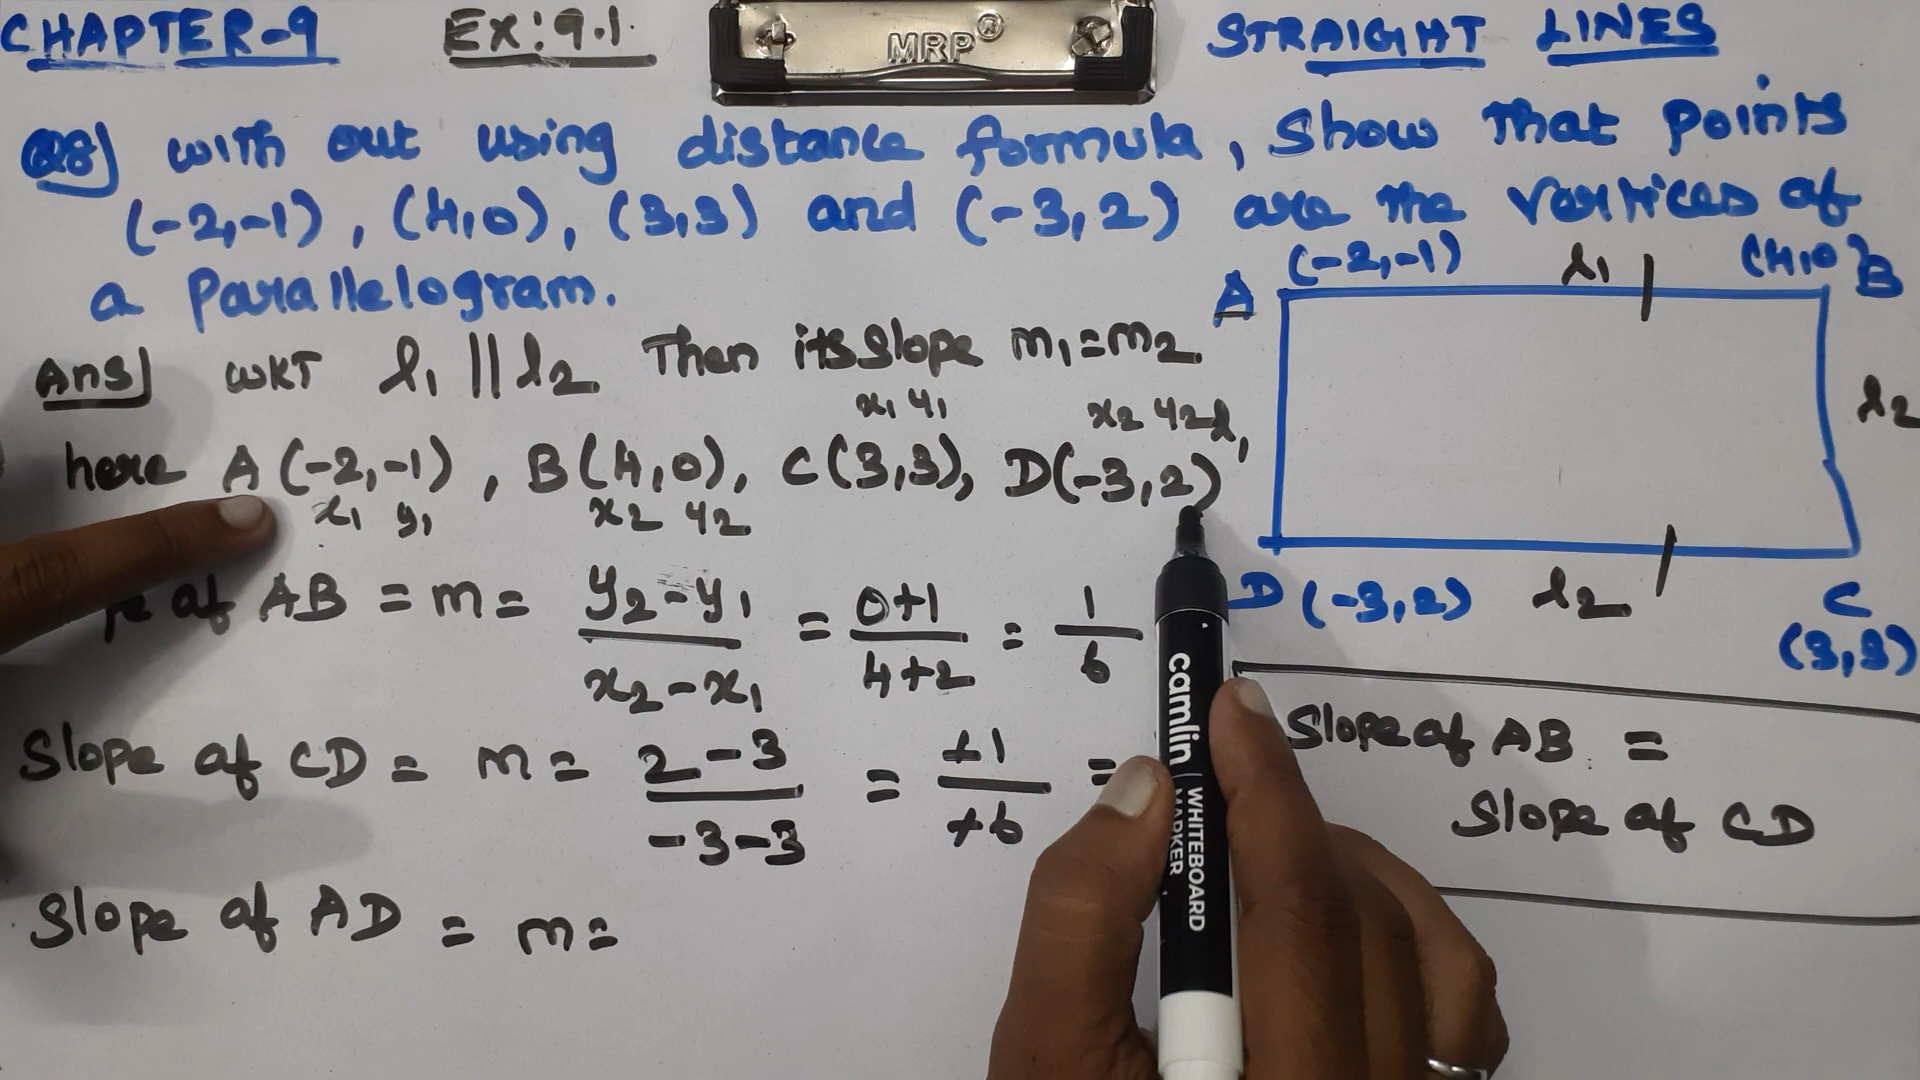 CHAPTER-9 EX:9.1. STRAIGHT LINES
MRP®
Q8) with out using distance formula, show that points
(-2,-1), (4,0), (3,3) and (-3,2) are the vertices of
a Parallelogram.
A (-2,-1) l1 (4,0) B
Ans) WKT l1 || l2 Then its slope m1=m2.
x1 y1 x2 y2
l2
here A(-2,-1), B(4,0), C(3,3), D(-3,2)
x1 y1 x2 y2
D (-3,2) l2 C
(3,3)
of AB = m = y2-y1 / x2-x1 = 0+1 / 4+2 = 1 / 6
Slope of CD = m = 2-3 / -3-3 = +1 / +6 =
Slope of AB =
Slope of CD
Slope of AD = m =
camlin WHITEBOARD MARKER